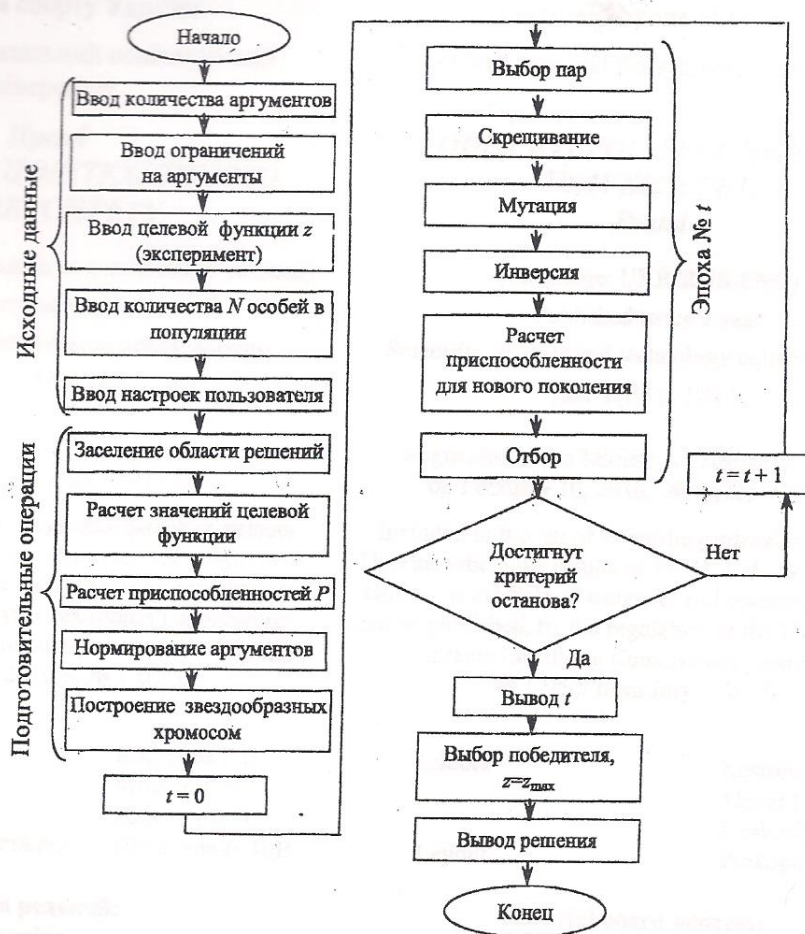 Начало
Ввод количества аргументов
Ввод ограничений
на аргументы
Ввод целевой функции z
(эксперимент)
Ввод количества N особей в
популяции
Ввод настроек пользователя
Исходные данные
Заселение области решений
Расчет значений целевой
функции
Расчет приспособленностей P
Нормирование аргументов
Построение звездообразных
хромосом
Подготовительные операции
t = 0
Выбор пар
Скрещивание
Мутация
Инверсия
Расчет
приспособленности
для нового поколения
Отбор
Эпоха № t
t = t + 1
Достигнут
критерий
останова?
Нет
Да
Вывод t
Выбор победителя,
z=zmax
Вывод решения
Конец